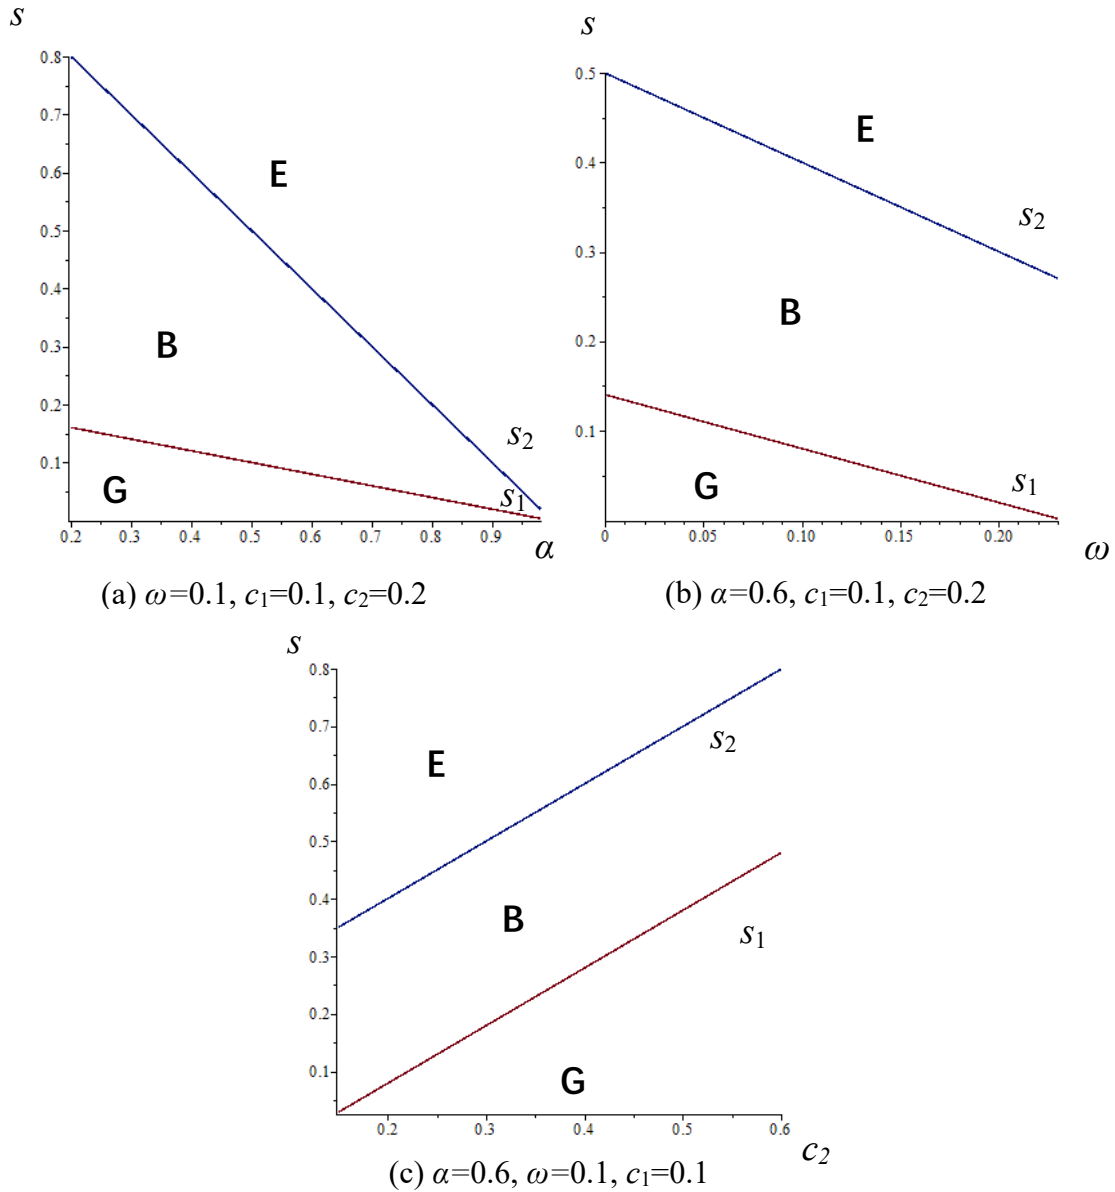 s
0.8
0.7
0.6
0.5
0.4
0.3
0.2
0.1
E
B
G
s2
s1
0.2 0.3 0.4 0.5 0.6 0.7 0.8 0.9
α
(a) ω=0.1, c1=0.1, c2=0.2
s
0.5
0.4
0.3
0.2
0.1
E
B
G
s2
s1
0 0.05 0.10 0.15 0.20
ω
(b) α=0.6, c1=0.1, c2=0.2
s
0.8
0.7
0.6
0.5
0.4
0.3
0.2
0.1
E
B
G
s2
s1
0.2 0.3 0.4 0.5 0.6
c2
(c) α=0.6, ω=0.1, c1=0.1